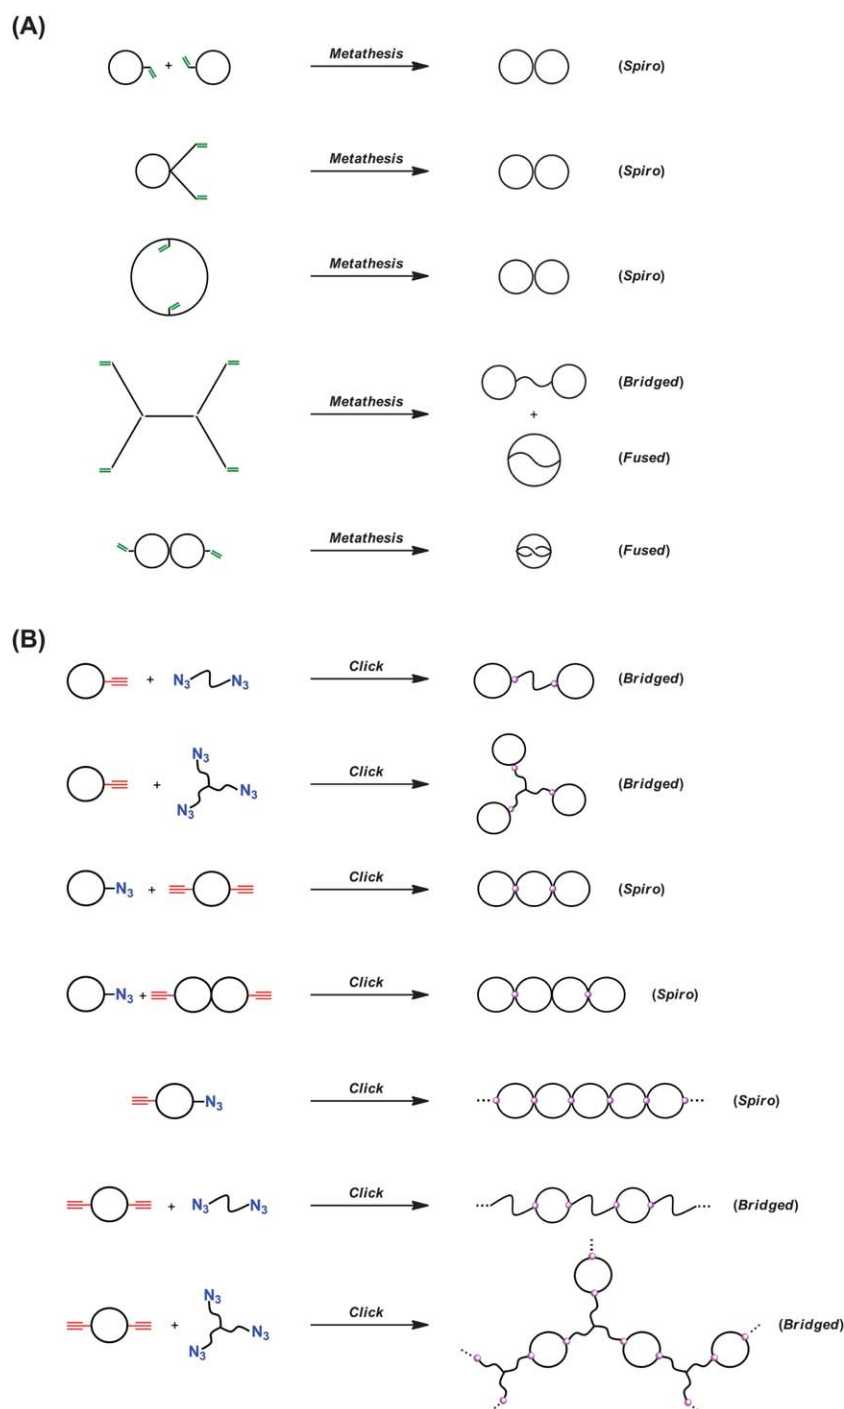 (A)
+ Metathesis (Spiro)
Metathesis (Spiro)
Metathesis (Spiro)
Metathesis (Bridged)
+
(Fused)
Metathesis (Fused)
(B)
+ N3 N3 Click (Bridged)
+ N3 N3 N3 Click (Bridged)
N3 + Click (Spiro)
N3 + Click (Spiro)
N3 Click (Spiro)
+ N3 N3 Click (Bridged)
+ N3 N3 N3 Click (Bridged)